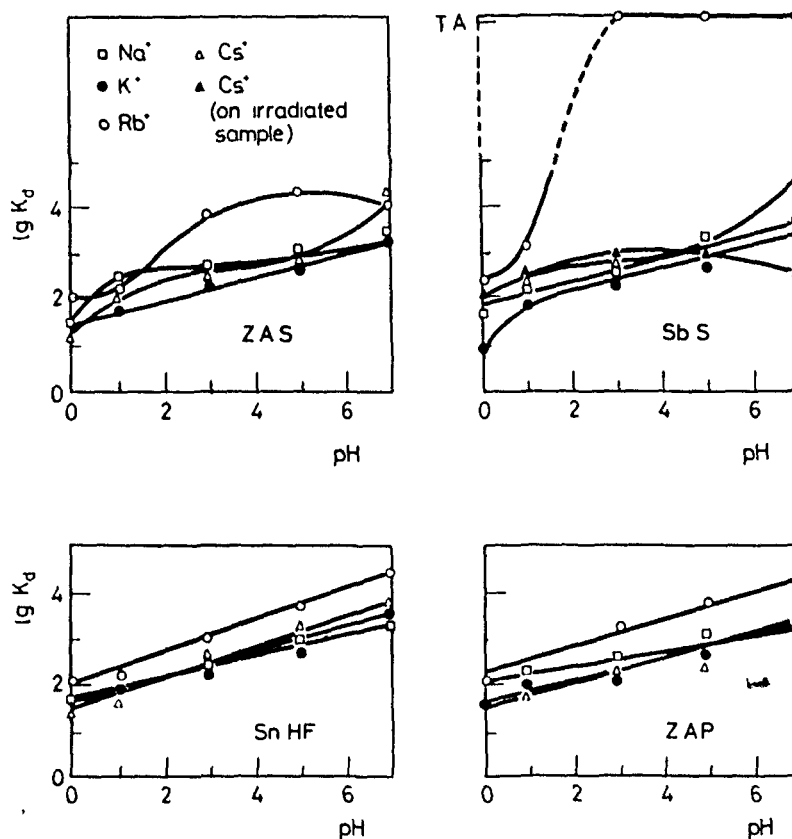 □ Na⁺ △ Cs⁺
● K⁺ ▲ Cs⁺
○ Rb⁺ (on irradiated
sample)
lg K_d
4
2
0
0 2 4 6
pH
ZAS
TA
0 2 4 6
pH
Sb S
lg K_d
4
2
0
0 2 4 6
pH
Sn HF
0 2 4 6
pH
ZAP